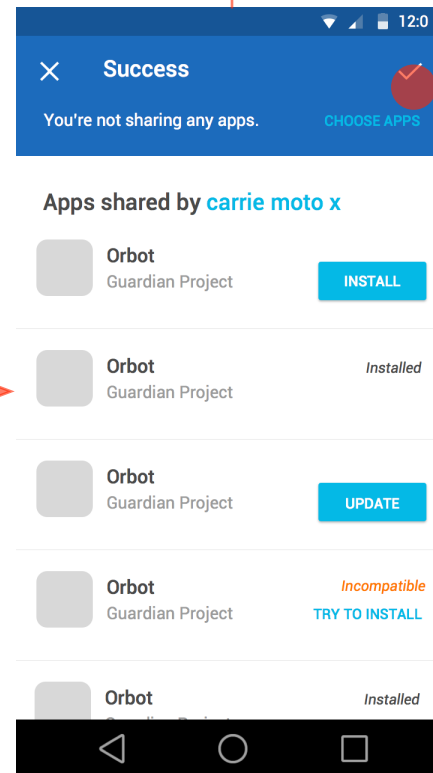 12:0
Success
You're not sharing any apps.
CHOOSE APPS
Apps shared by carrie moto x
Orbot
Guardian Project
INSTALL
Orbot
Installed
Guardian Project
Orbot
Guardian Project
UPDATE
Orbot
Incompatible
Guardian Project
TRY TO INSTALL
Orbot
Installed